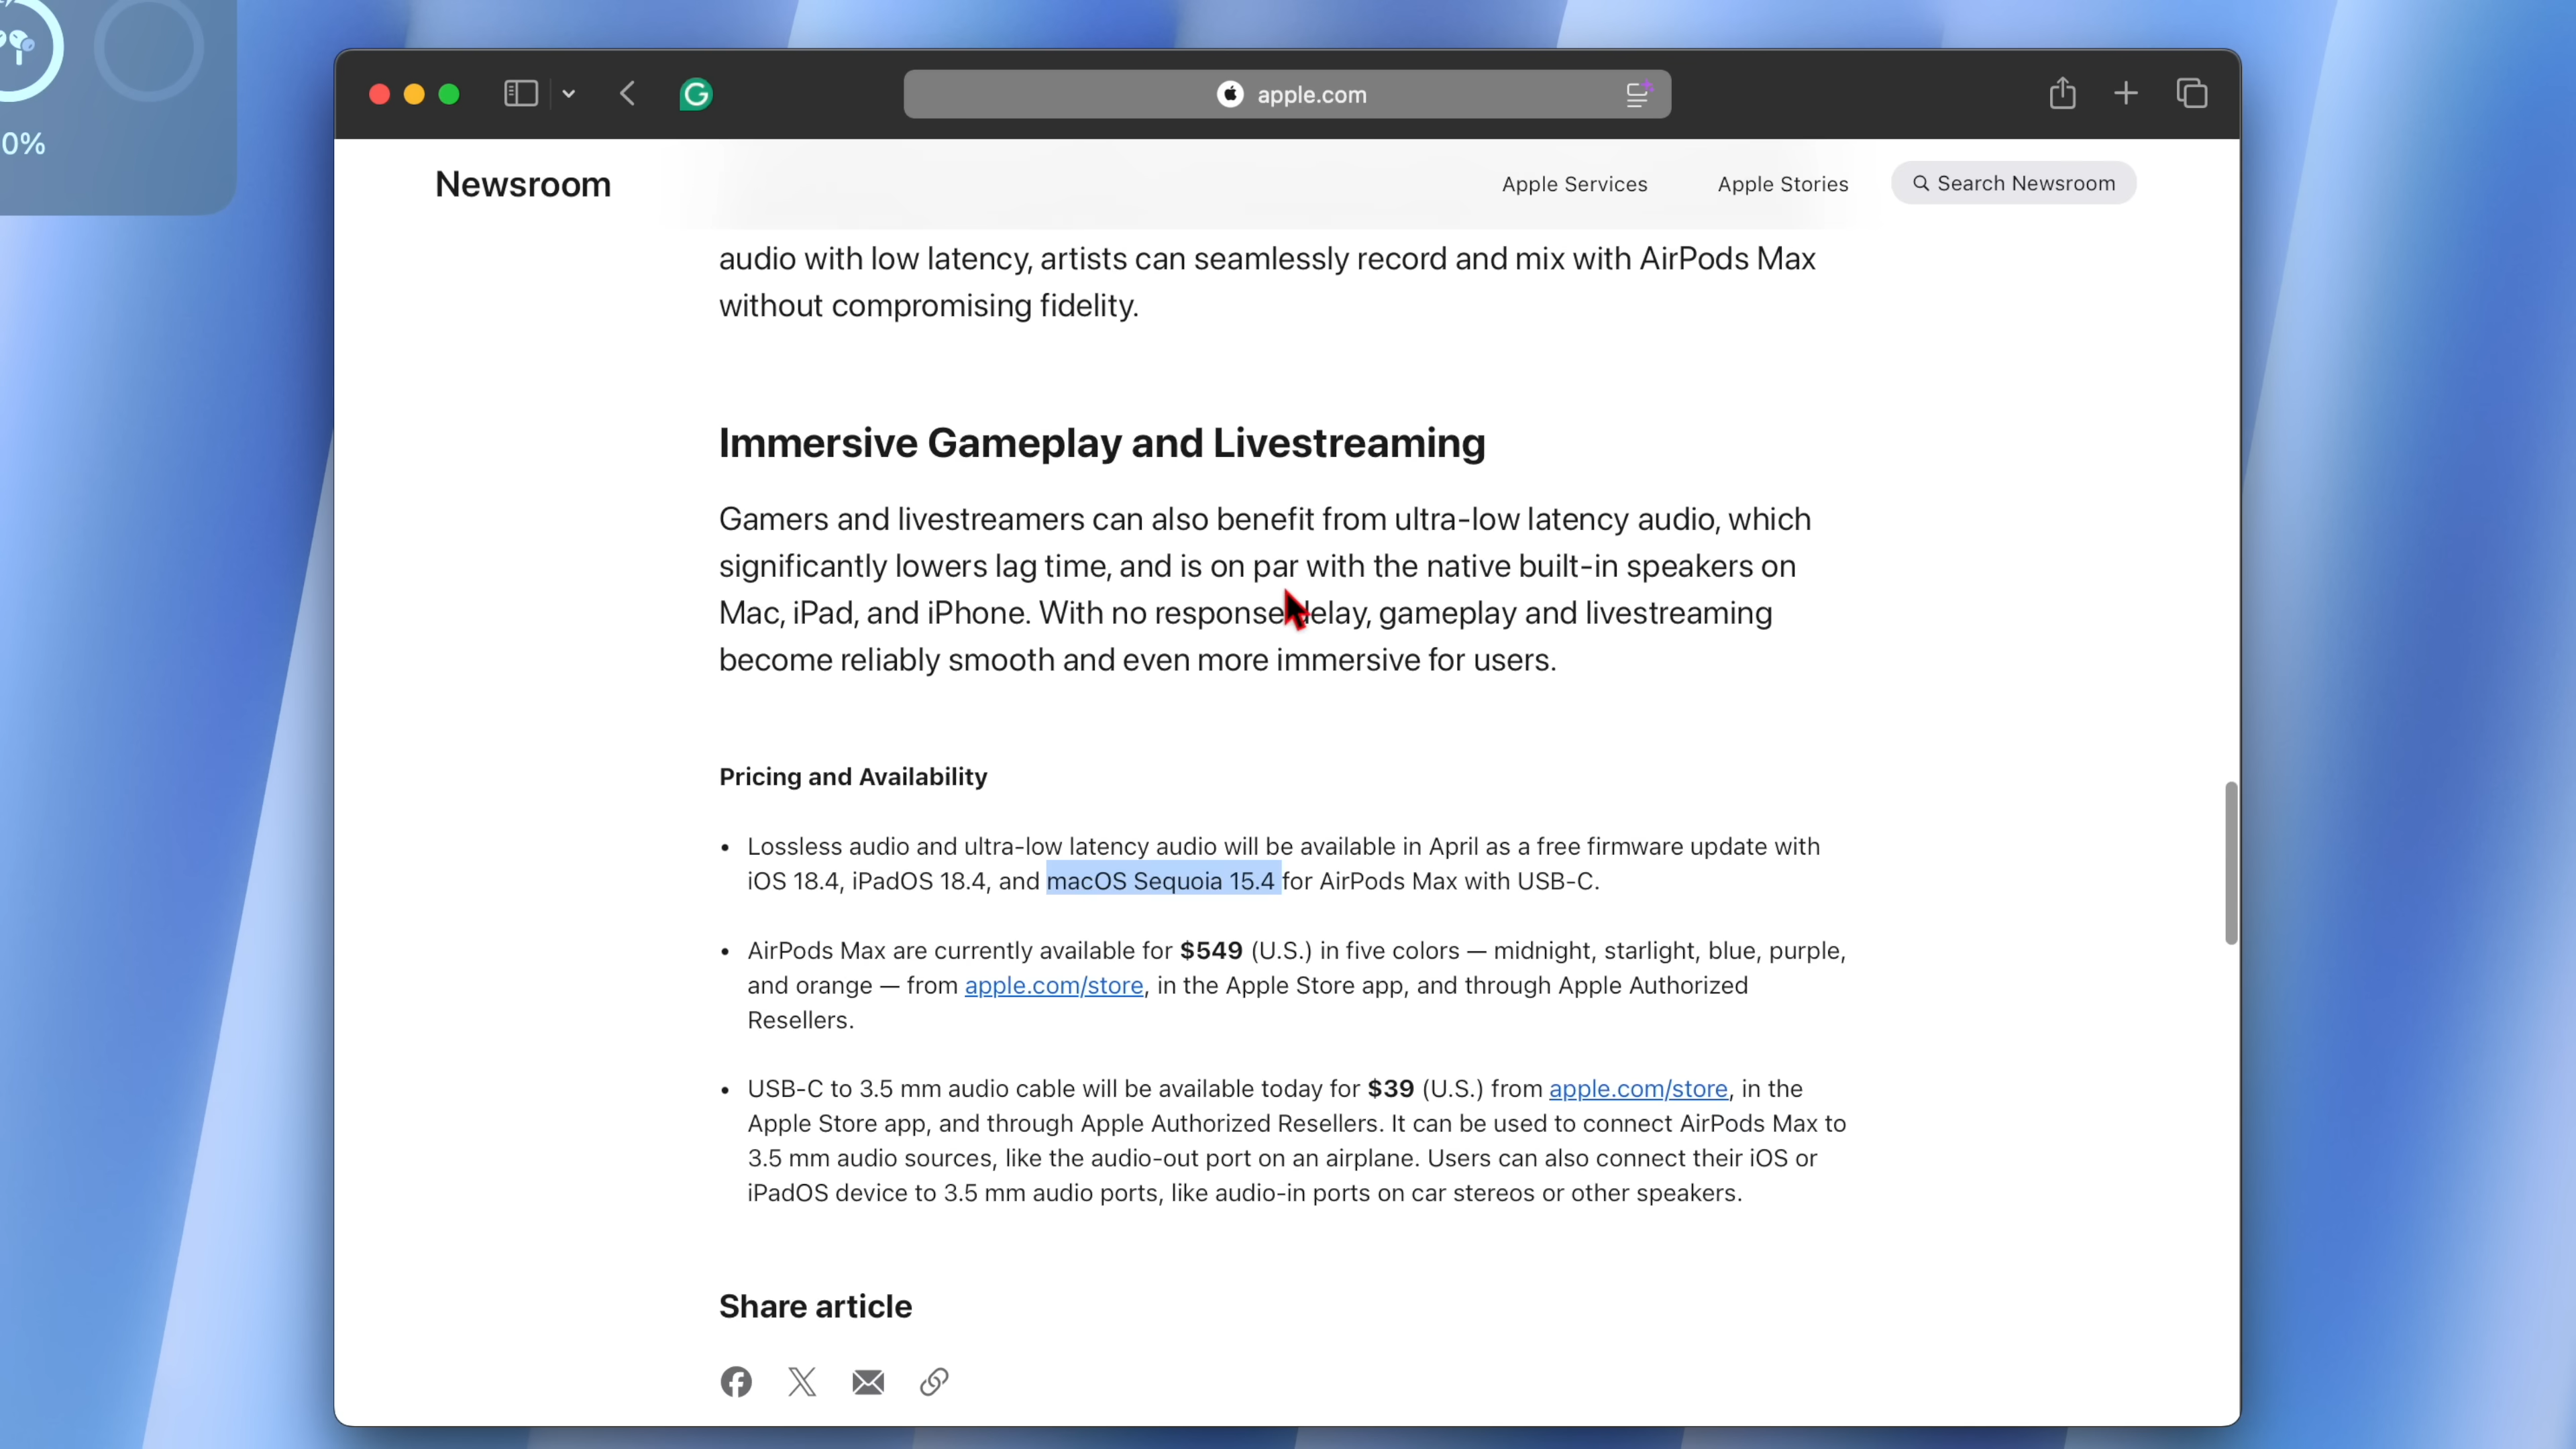 0%
apple.com
Newsroom
Apple Services
Apple Stories
Search Newsroom
audio with low latency, artists can seamlessly record and mix with AirPods Max
without compromising fidelity.
Immersive Gameplay and Livestreaming
Gamers and livestreamers can also benefit from ultra-low latency audio, which
significantly lowers lag time, and is on par with the native built-in speakers on
Mac, iPad, and iPhone. With no response delay, gameplay and livestreaming
become reliably smooth and even more immersive for users.
Pricing and Availability
• Lossless audio and ultra-low latency audio will be available in April as a free firmware update with
iOS 18.4, iPadOS 18.4, and macOS Sequoia 15.4 for AirPods Max with USB-C.
• AirPods Max are currently available for $549 (U.S.) in five colors — midnight, starlight, blue, purple,
and orange — from apple.com/store, in the Apple Store app, and through Apple Authorized
Resellers.
• USB-C to 3.5 mm audio cable will be available today for $39 (U.S.) from apple.com/store, in the
Apple Store app, and through Apple Authorized Resellers. It can be used to connect AirPods Max to
3.5 mm audio sources, like the audio-out port on an airplane. Users can also connect their iOS or
iPadOS device to 3.5 mm audio ports, like audio-in ports on car stereos or other speakers.
Share article